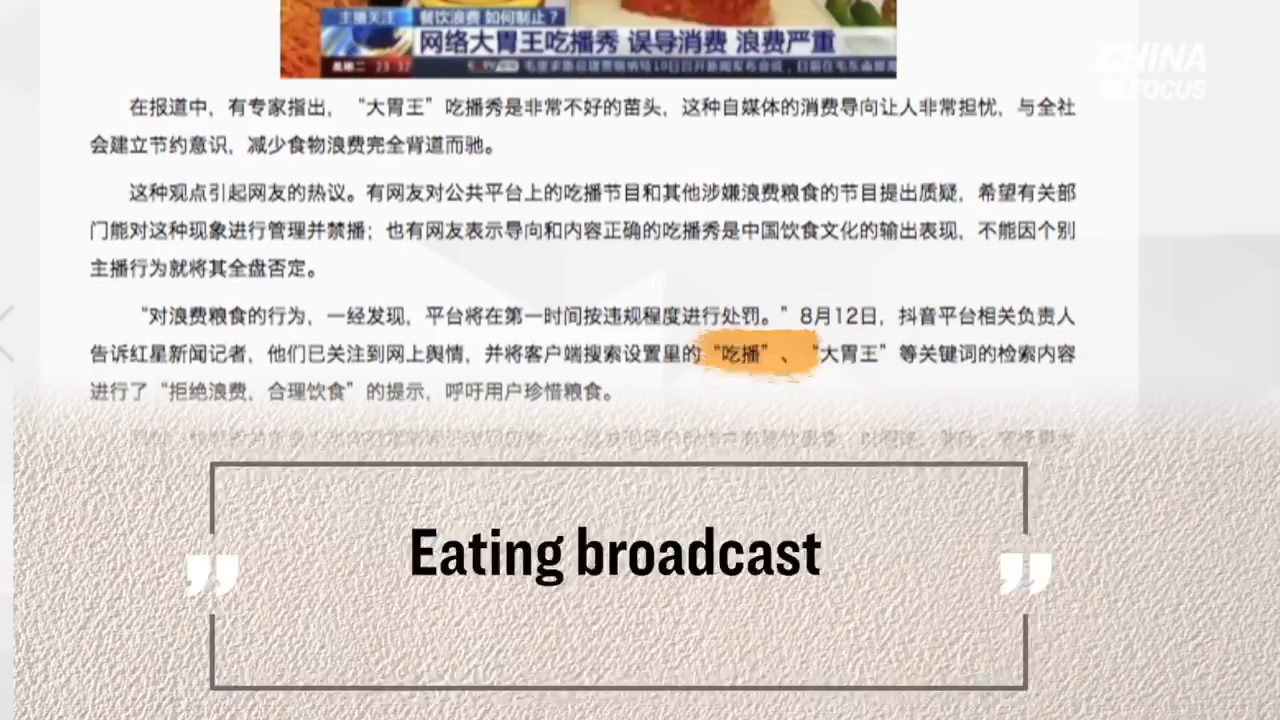 主播关注 餐饮浪费 如何制止？
网络大胃王吃播秀 误导消费 浪费严重
星期二 23:37
CHINA
FOCUS
在报道中，有专家指出，“大胃王”吃播秀是非常不好的苗头，这种自媒体的消费导向让人非常担忧，与全社
会建立节约意识，减少食物浪费完全背道而驰。
这种观点引起网友的热议。有网友对公共平台上的吃播节目和其他涉嫌浪费粮食的节目提出质疑，希望有关部
门能对这种现象进行管理并禁播；也有网友表示导向和内容正确的吃播秀是中国饮食文化的输出表现，不能因个别
主播行为就将其全盘否定。
“对浪费粮食的行为，一经发现，平台将在第一时间按违规程度进行处罚。”8月12日，抖音平台相关负责人
告诉红星新闻记者，他们已关注到网上舆情，并将客户端搜索设置里的“吃播”、“大胃王”等关键词的检索内容
进行了“拒绝浪费，合理饮食”的提示，呼吁用户珍惜粮食。
Eating broadcast